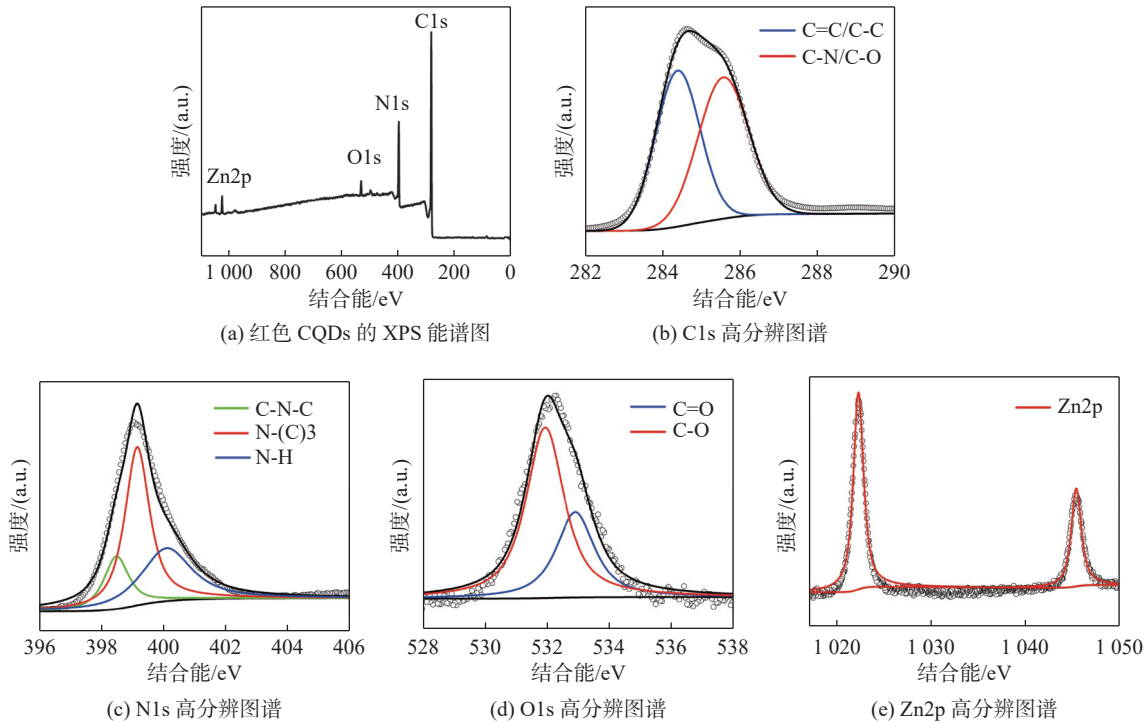 C1s
N1s
O1s
Zn2p
强度/(a.u.)
1 000 800 600 400 200 0
结合能/eV
(a) 红色 CQDs 的 XPS 能谱图
C=C/C-C
C-N/C-O
强度/(a.u.)
282 284 286 288 290
结合能/eV
(b) C1s 高分辨图谱
C-N-C
N-(C)3
N-H
强度/(a.u.)
396 398 400 402 404 406
结合能/eV
(c) N1s 高分辨图谱
C=O
C-O
强度/(a.u.)
528 530 532 534 536 538
结合能/eV
(d) O1s 高分辨图谱
Zn2p
强度/(a.u.)
1 020 1 030 1 040 1 050
结合能/eV
(e) Zn2p 高分辨图谱